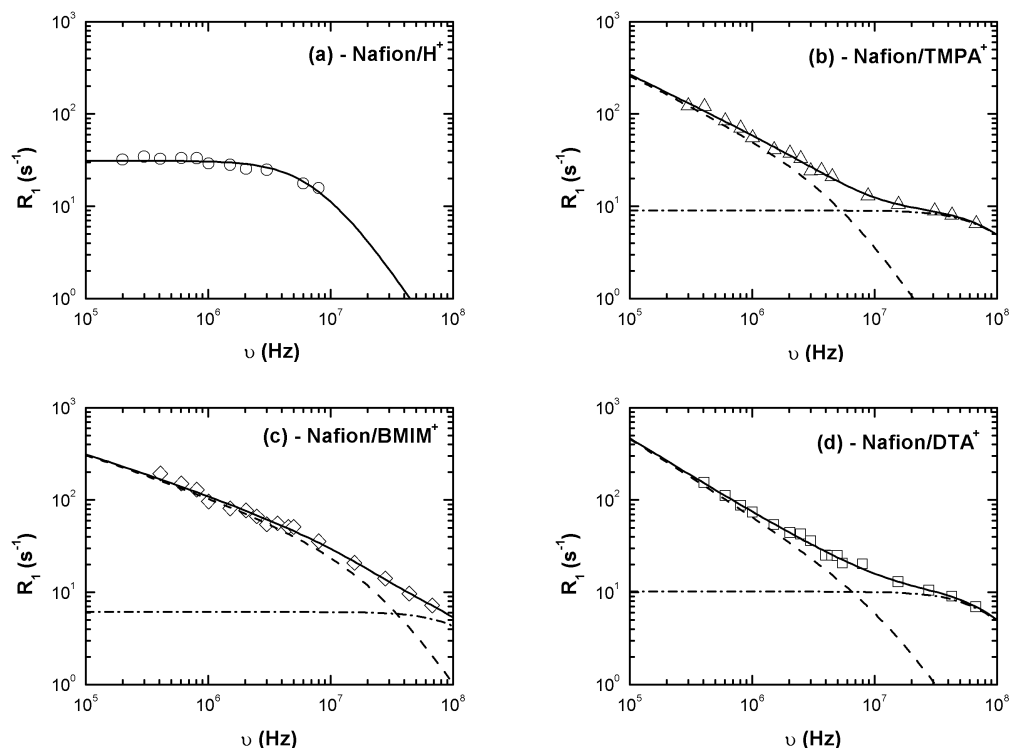 (a) - Nafion/H⁺
R₁ (s⁻¹)
10³
10²
10¹
10⁰
10⁵ 10⁶ 10⁷ 10⁸
υ (Hz)
(b) - Nafion/TMPA⁺
R₁ (s⁻¹)
10³
10²
10¹
10⁰
10⁵ 10⁶ 10⁷ 10⁸
υ (Hz)
(c) - Nafion/BMIM⁺
R₁ (s⁻¹)
10³
10²
10¹
10⁰
10⁵ 10⁶ 10⁷ 10⁸
υ (Hz)
(d) - Nafion/DTA⁺
R₁ (s⁻¹)
10³
10²
10¹
10⁰
10⁵ 10⁶ 10⁷ 10⁸
υ (Hz)